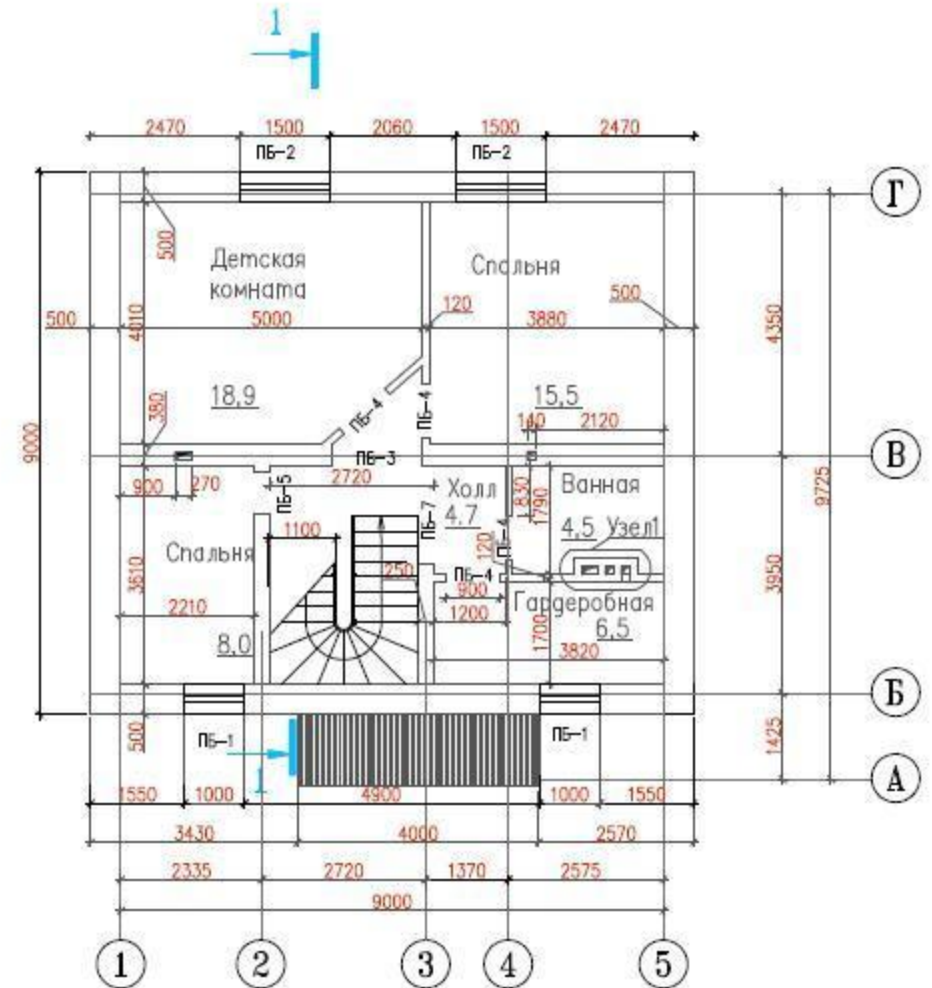 1
2470
1500
2060
1500
2470
ПБ-2
ПБ-2
Г
500
Детская
комната
Спальня
500
120
500
5000
3880
4010
4350
18,9
ПБ-4
ПБ-4
15,5
380
140
2120
9000
ПБ-3
В
900
270
ПБ-5
2720
Холл
4.7
ПБ-7
830
1790
Ванная
9725
1100
ПБ-4
4,5
Узел1
Спальня
120
3610
250
ПБ-4
3950
900
Гардеробная
2210
1200
6,5
8,0
1700
3820
Б
500
ПБ-1
ПБ-1
1425
1
А
1550
1000
4900
1000
1550
3430
4000
2570
2335
2720
1370
2575
9000
1
2
3
4
5